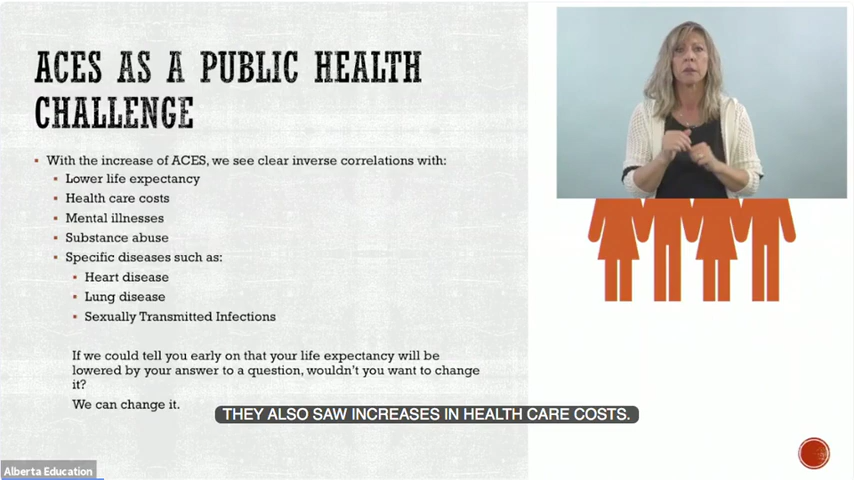 ACES AS A PUBLIC HEALTH
CHALLENGE
▪ With the increase of ACES, we see clear inverse correlations with:
▪ Lower life expectancy
▪ Health care costs
▪ Mental illnesses
▪ Substance abuse
▪ Specific diseases such as:
▪ Heart disease
▪ Lung disease
▪ Sexually Transmitted Infections
If we could tell you early on that your life expectancy will be
lowered by your answer to a question, wouldn't you want to change
it?
We can change it.
THEY ALSO SAW INCREASES IN HEALTH CARE COSTS.
Alberta Education